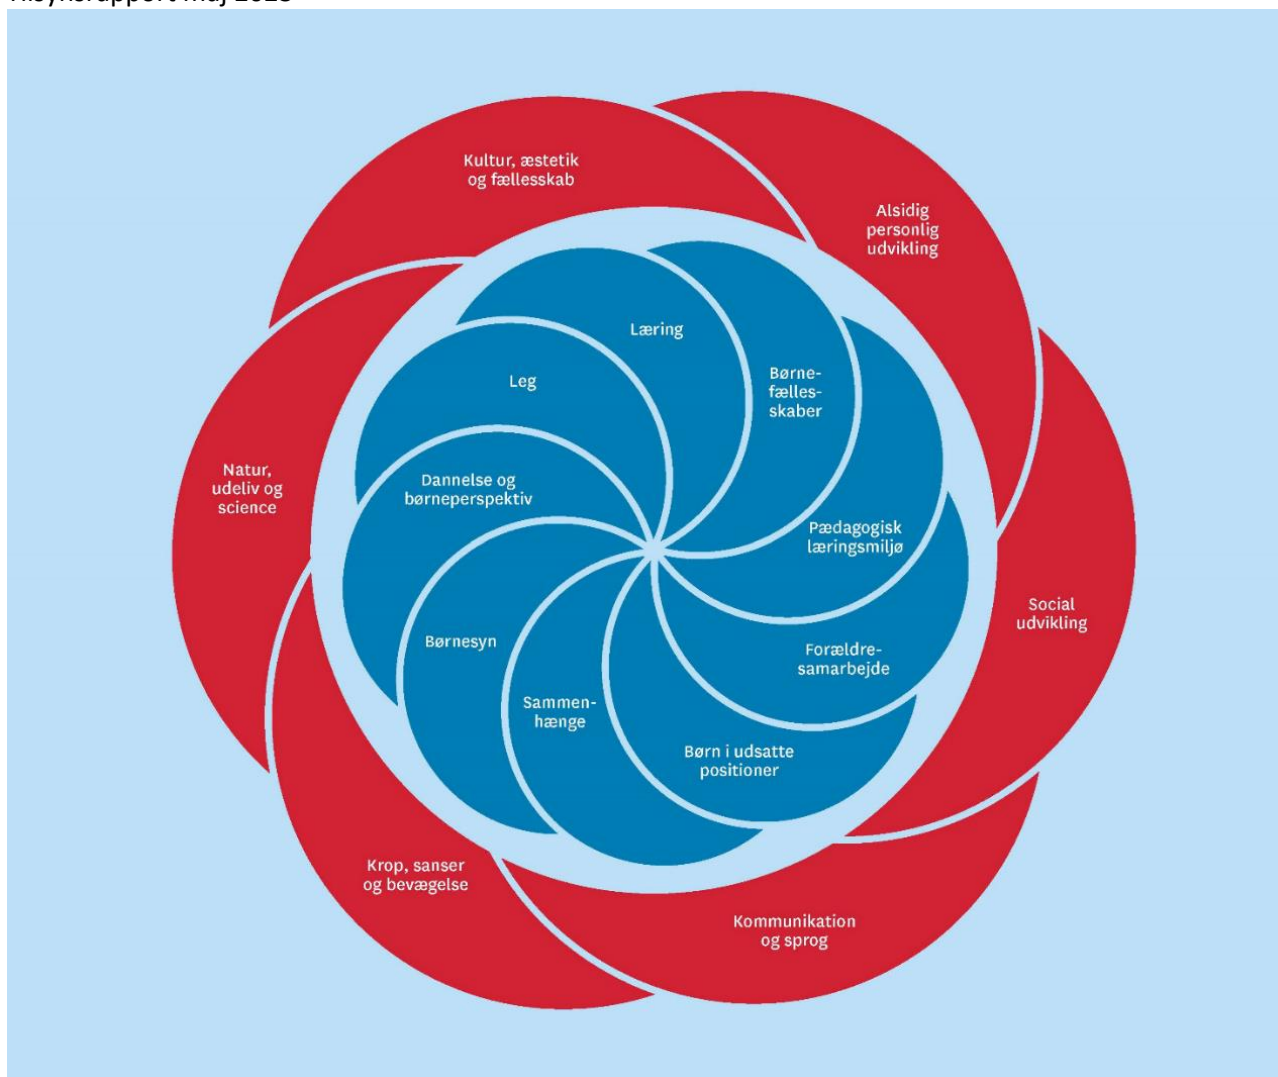 Tilsynsrapport maj
Kultur, æstetik
og fællesskab
Alsidig
personlig
udvikling
Læring
Børne-
fælles-
skaber
Leg
Natur,
udeliv og
science
Dannelse og
børneperspektiv
Pædagogisk
læringsmiljø
Social
udvikling
Børnesyn
Forældre-
samarbejde
Sammen-
hænge
Børn i udsatte
positioner
Krop, sanser
og bevægelse
Kommunikation
og sprog